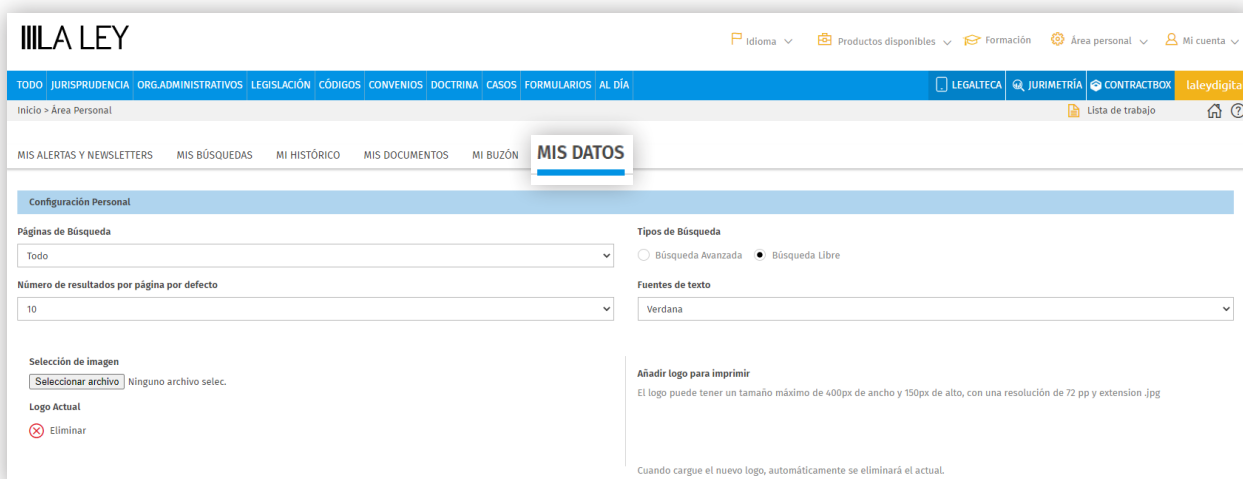 LA LEY
Idioma Productos disponibles Formación Área personal Mi cuenta
TODO JURISPRUDENCIA ORG.ADMINISTRATIVOS LEGISLACIÓN CÓDIGOS CONVENIOS DOCTRINA CASOS FORMULARIOS AL DÍA LEGALTECA JURIMETRÍA CONTRACTBOX laleydigita
Inicio > Área Personal Lista de trabajo ?
MIS ALERTAS Y NEWSLETTERS MIS BÚSQUEDAS MI HISTÓRICO MIS DOCUMENTOS MI BUZÓN MIS DATOS
Configuración Personal
Páginas de Búsqueda Tipos de Búsqueda
Todo Búsqueda Avanzada Búsqueda Libre
Número de resultados por página por defecto Fuentes de texto
10 Verdana
Selección de imagen
Seleccionar archivo Ninguno archivo selec.
Añadir logo para imprimir
El logo puede tener un tamaño máximo de 400px de ancho y 150px de alto, con una resolución de 72 pp y extension .jpg
Logo Actual
Eliminar
Cuando cargue el nuevo logo, automáticamente se eliminará el actual.